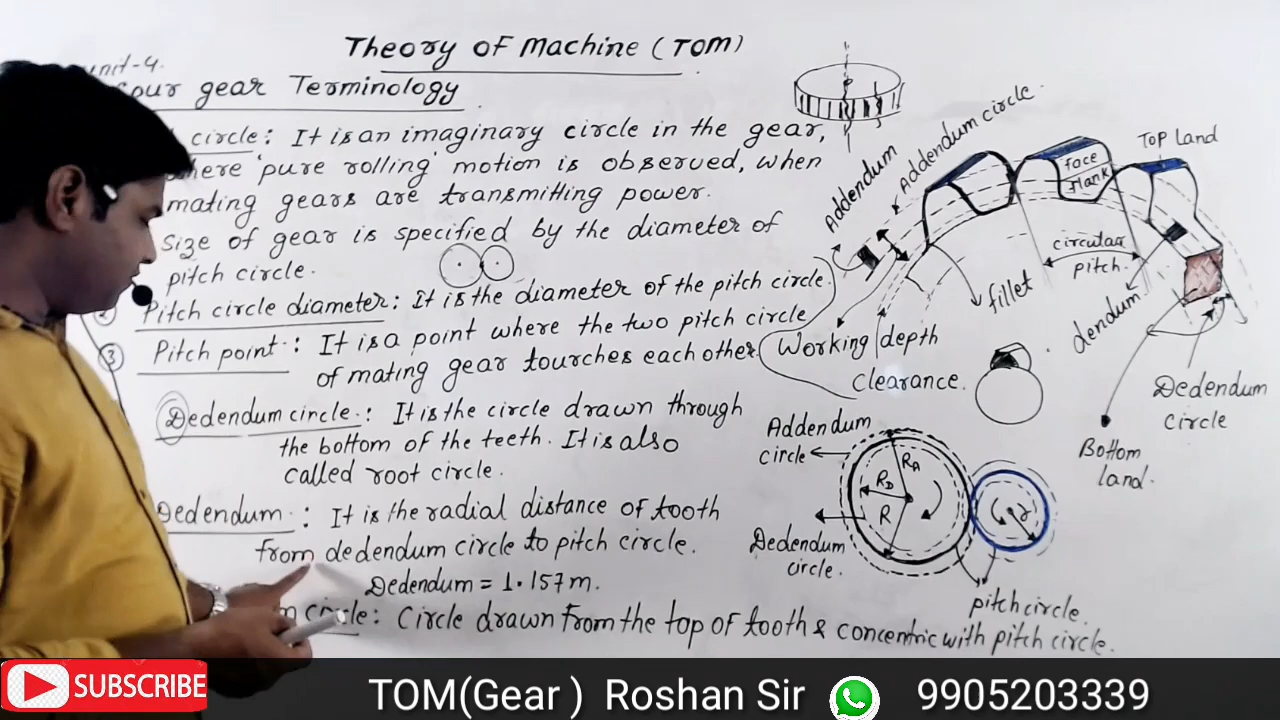 Theory of Machine (TOM)
unit-4.
spur gear Terminology
circle: It is an imaginary circle in the gear,
where 'pure rolling' motion is observed, when
mating gears are transmitting power.
Size of gear is specified by the diameter of
pitch circle.
Pitch circle diameter: It is the diameter of the pitch circle.
③ Pitch point: It is a point where the two pitch circle
of mating gear tourches each other.
Dedendum circle: It is the circle drawn through
the bottom of the teeth. It is also
called root circle.
Dedendum: It is the radial distance of tooth
from dedendum circle to pitch circle.
Dedendum = 1.157m.
circle: Circle drawn from the top of tooth & concentric with pitch circle.
Addendum
Addendum circle.
face
flank
Top Land
circular
pitch.
fillet
dendum
Working depth
Clearance.
Dedendum
circle
Bottom
land.
Addendum
circle
RA
RD
R
r
Dedendum
circle.
pitch circle.
SUBSCRIBE
TOM(Gear ) Roshan Sir 9905203339